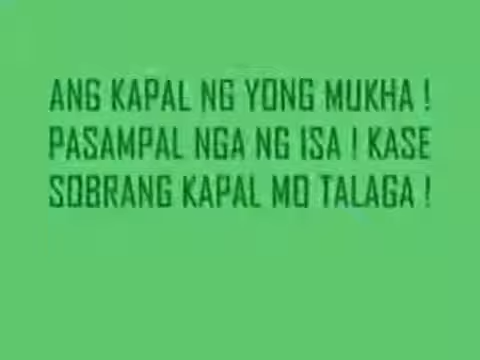 ANG KAPAL NG YONG MUKHA !
PASAMPAL NGA NG ISA ! KASE
SOBRANG KAPAL MO TALAGA !